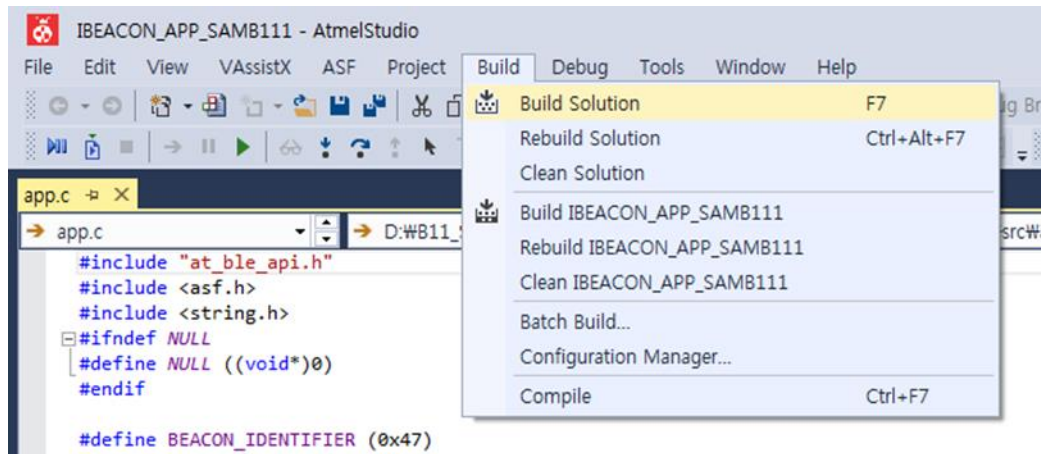 IBEACON_APP_SAMB111 - AtmelStudio
File Edit View VAssistX ASF Project Build Debug Tools Window Help
Build Solution F7
Rebuild Solution Ctrl+Alt+F7
Clean Solution
Build IBEACON_APP_SAMB111
Rebuild IBEACON_APP_SAMB111
Clean IBEACON_APP_SAMB111
Batch Build...
Configuration Manager...
Compile Ctrl+F7
app.c
app.c D:₩B11_
#include "at_ble_api.h"
#include <asf.h>
#include <string.h>
#ifndef NULL
#define NULL ((void*)0)
#endif
#define BEACON_IDENTIFIER (0x47)